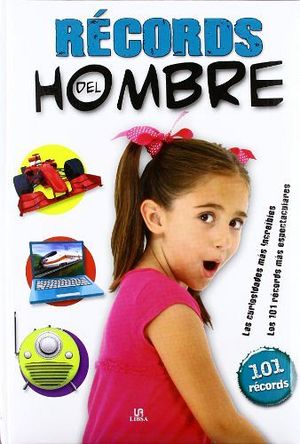 RÉCORDS
DEL
HOMBRE
Las curiosidades más increíbles
Los 101 récords más espectaculares
101
récords
LIBSA